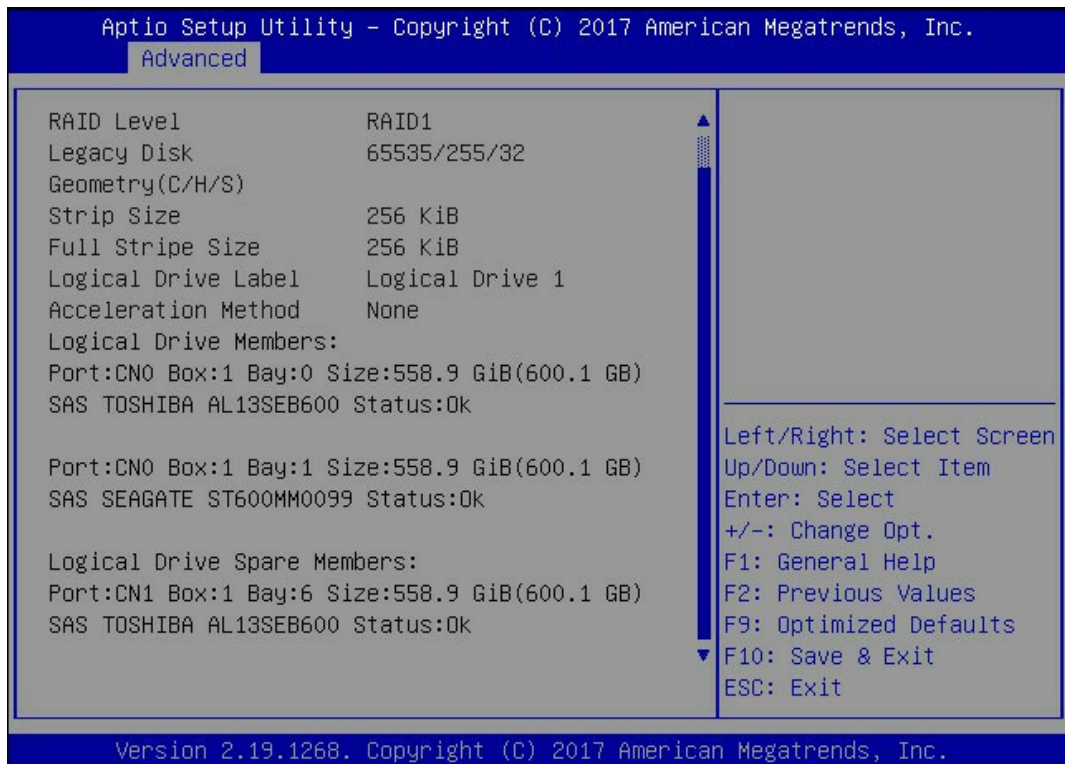 Aptio Setup Utility – Copyright (C) 2017 American Megatrends, Inc.
Advanced
RAID Level RAID1
Legacy Disk 65535/255/32
Geometry(C/H/S)
Strip Size 256 KiB
Full Stripe Size 256 KiB
Logical Drive Label Logical Drive 1
Acceleration Method None
Logical Drive Members:
Port:CN0 Box:1 Bay:0 Size:558.9 GiB(600.1 GB)
SAS TOSHIBA AL13SEB600 Status:Ok
Port:CN0 Box:1 Bay:1 Size:558.9 GiB(600.1 GB)
SAS SEAGATE ST600MM0099 Status:Ok
Logical Drive Spare Members:
Port:CN1 Box:1 Bay:6 Size:558.9 GiB(600.1 GB)
SAS TOSHIBA AL13SEB600 Status:Ok
Left/Right: Select Screen
Up/Down: Select Item
Enter: Select
+/-: Change Opt.
F1: General Help
F2: Previous Values
F9: Optimized Defaults
F10: Save & Exit
ESC: Exit
Version 2.19.1268. Copyright (C) 2017 American Megatrends, Inc.